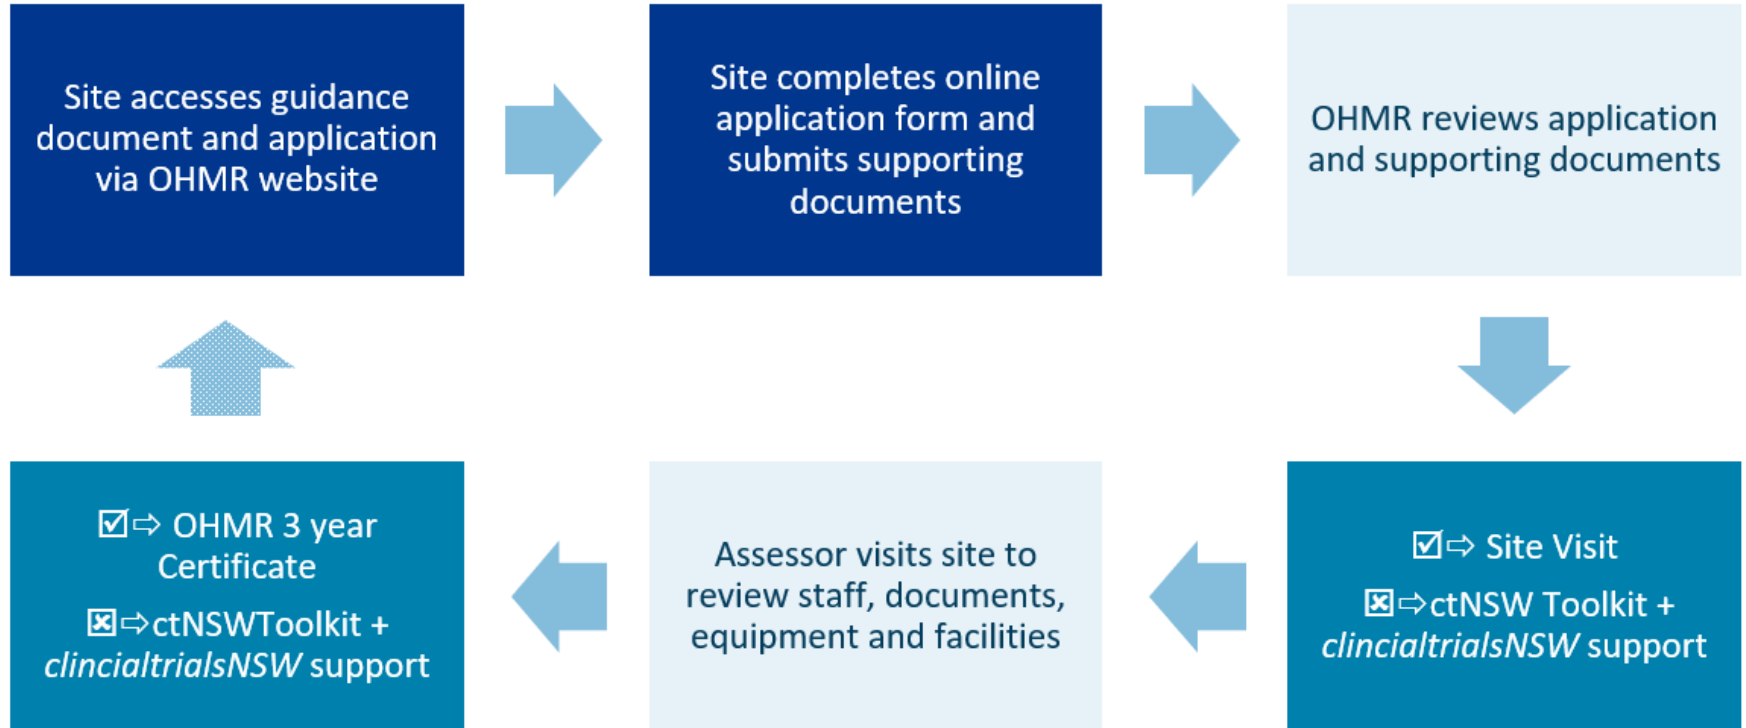 Site accesses guidance
document and application
via OHMR website
Site completes online
application form and
submits supporting
documents
OHMR reviews application
and supporting documents
☑⇨ Site Visit
☒⇨ctNSW Toolkit +
clincialtrialsNSW support
Assessor visits site to
review staff, documents,
equipment and facilities
☑⇨ OHMR 3 year
Certificate
☒⇨ctNSWToolkit +
clincialtrialsNSW support